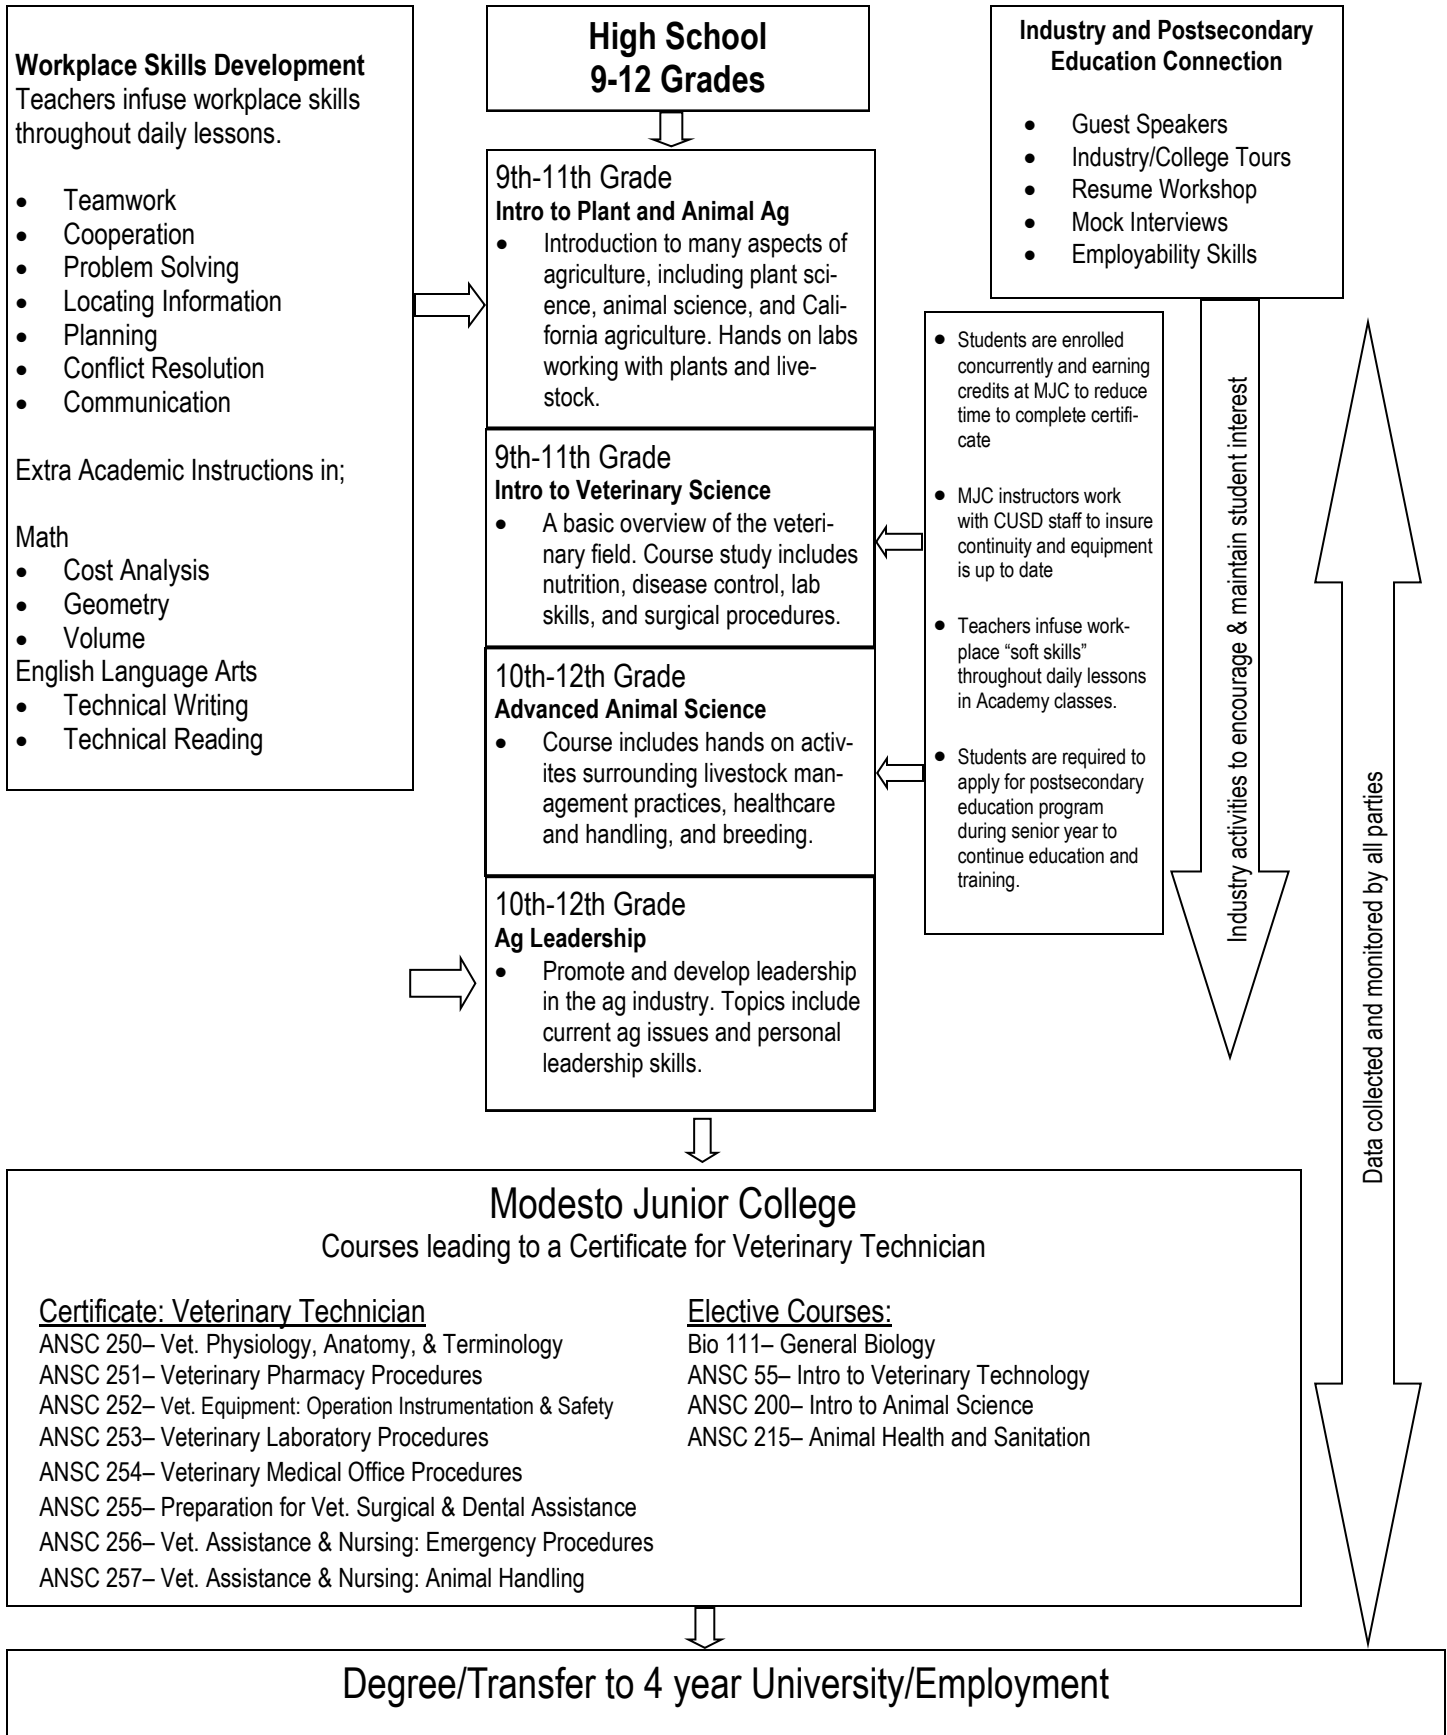 Workplace Skills Development
Teachers infuse workplace skills
throughout daily lessons.
• Teamwork
• Cooperation
• Problem Solving
• Locating Information
• Planning
• Conflict Resolution
• Communication
Extra Academic Instructions in;
Math
• Cost Analysis
• Geometry
• Volume
English Language Arts
• Technical Writing
• Technical Reading
High School
9-12 Grades
9th-11th Grade
Intro to Plant and Animal Ag
• Introduction to many aspects of
agriculture, including plant sci-
ence, animal science, and Cali-
fornia agriculture. Hands on labs
working with plants and live-
stock.
9th-11th Grade
Intro to Veterinary Science
• A basic overview of the veteri-
nary field. Course study includes
nutrition, disease control, lab
skills, and surgical procedures.
10th-12th Grade
Advanced Animal Science
• Course includes hands on activ-
ites surrounding livestock man-
agement practices, healthcare
and handling, and breeding.
10th-12th Grade
Ag Leadership
• Promote and develop leadership
in the ag industry. Topics include
current ag issues and personal
leadership skills.
Industry and Postsecondary
Education Connection
• Guest Speakers
• Industry/College Tours
• Resume Workshop
• Mock Interviews
• Employability Skills
• Students are enrolled
concurrently and earning
credits at MJC to reduce
time to complete certifi-
cate
• MJC instructors work
with CUSD staff to insure
continuity and equipment
is up to date
• Teachers infuse work-
place “soft skills”
throughout daily lessons
in Academy classes.
• Students are required to
apply for postsecondary
education program
during senior year to
continue education and
training.
Industry activities to encourage & maintain student interest
Data collected and monitored by all parties
Modesto Junior College
Courses leading to a Certificate for Veterinary Technician
Certificate: Veterinary Technician
ANSC 250– Vet. Physiology, Anatomy, & Terminology
ANSC 251– Veterinary Pharmacy Procedures
ANSC 252– Vet. Equipment: Operation Instrumentation & Safety
ANSC 253– Veterinary Laboratory Procedures
ANSC 254– Veterinary Medical Office Procedures
ANSC 255– Preparation for Vet. Surgical & Dental Assistance
ANSC 256– Vet. Assistance & Nursing: Emergency Procedures
ANSC 257– Vet. Assistance & Nursing: Animal Handling
Elective Courses:
Bio 111– General Biology
ANSC 55– Intro to Veterinary Technology
ANSC 200– Intro to Animal Science
ANSC 215– Animal Health and Sanitation
Degree/Transfer to 4 year University/Employment